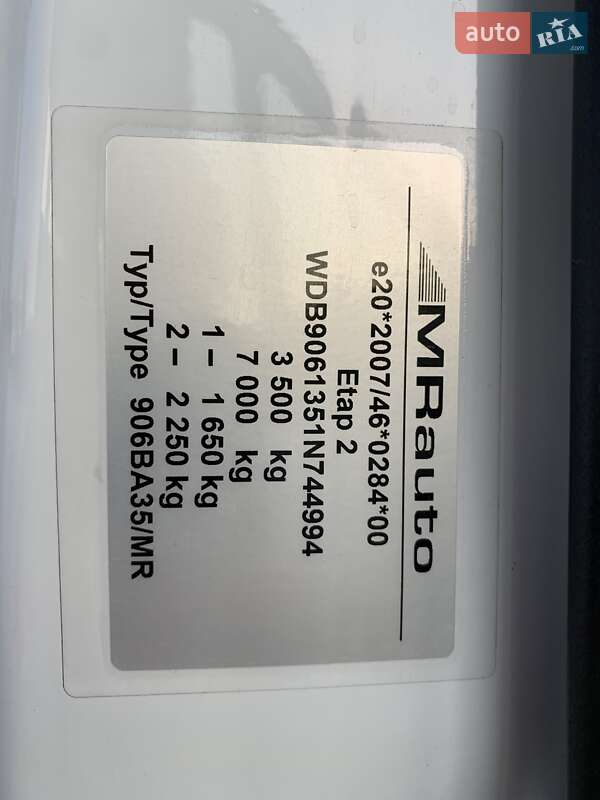 auto RIA
.com
MRauto
e20*2007/46*0284*00
Etap 2
WDB9061351N744994
3 500 kg
7 000 kg
1 – 1 650 kg
2 – 2 250 kg
Typ/Type 906BA35/MR